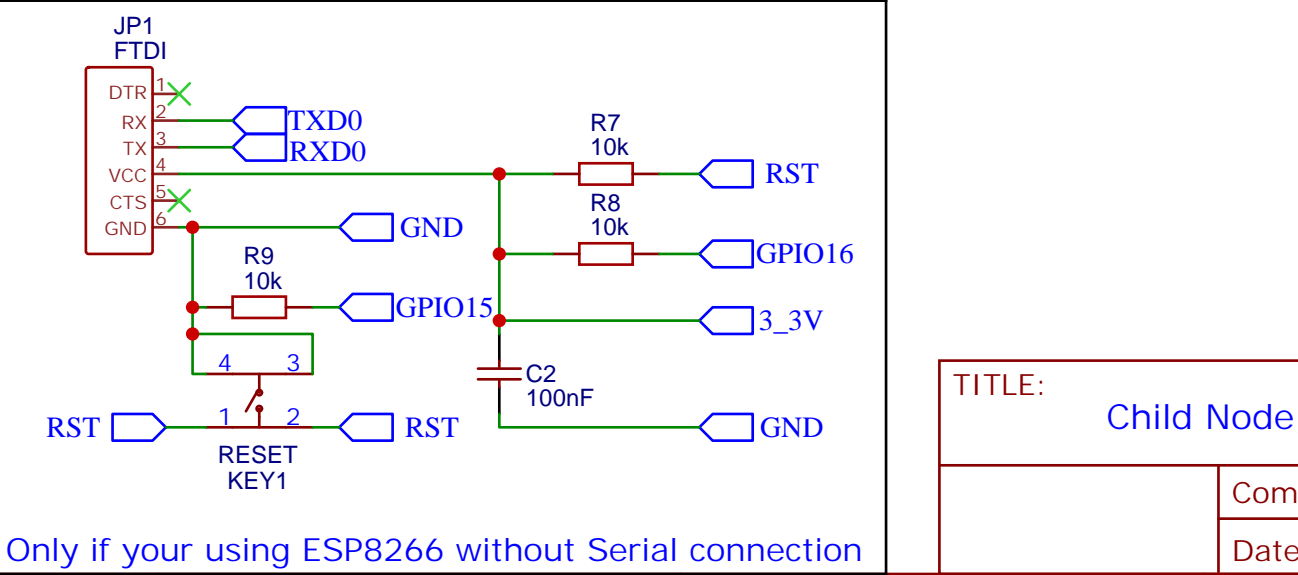 JP1
FTDI
DTR 1
RX 2
TX 3
VCC 4
CTS 5
GND 6
TXD0
RXD0
R7
10k
RST
R8
10k
GPIO16
GND
R9
10k
GPIO15
3_3V
4 3
C2
100nF
RST 1 2 RST
GND
RESET
KEY1
Only if your using ESP8266 without Serial connection
TITLE:
Child Node
Com
Date